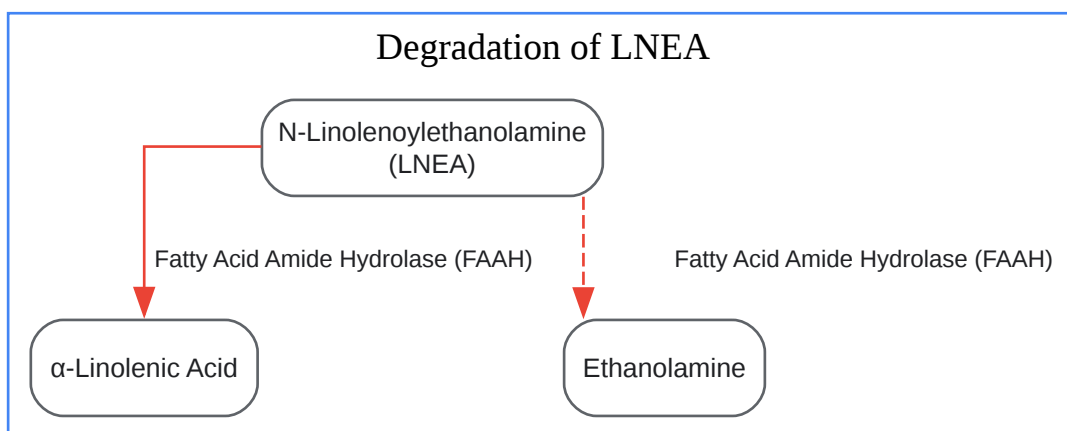 Degradation of LNEA
N-Linolenoylethanolamine
(LNEA)
Fatty Acid Amide Hydrolase (FAAH)
Fatty Acid Amide Hydrolase (FAAH)
α-Linolenic Acid
Ethanolamine